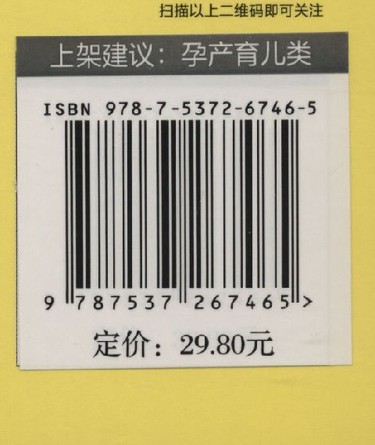 扫描以上二维码即可关注
上架建议：孕产育儿类
ISBN 978-7-5372-6746-5
9 787537 267465 >
定价：29.80元